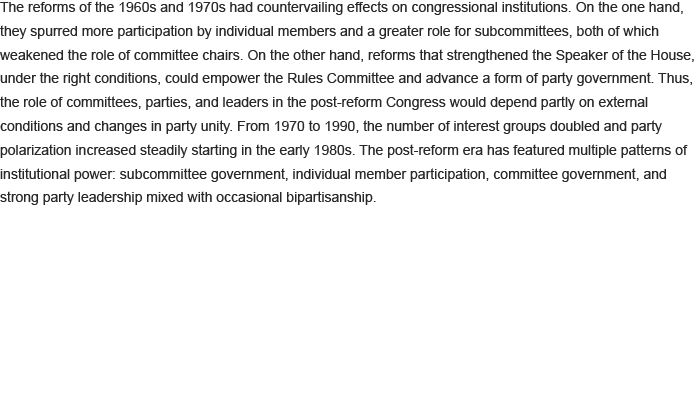 The reforms of the 1960s and 1970s had countervailing effects on congressional institutions. On the one hand,
they spurred more participation by individual members and a greater role for subcommittees, both of which
weakened the role of committee chairs. On the other hand, reforms that strengthened the Speaker of the House,
under the right conditions, could empower the Rules Committee and advance a form of party government. Thus,
the role of committees, parties, and leaders in the post-reform Congress would depend partly on external
conditions and changes in party unity. From 1970 to 1990, the number of interest groups doubled and party
polarization increased steadily starting in the early 1980s. The post-reform era has featured multiple patterns of
institutional power: subcommittee government, individual member participation, committee government, and
strong party leadership mixed with occasional bipartisanship.